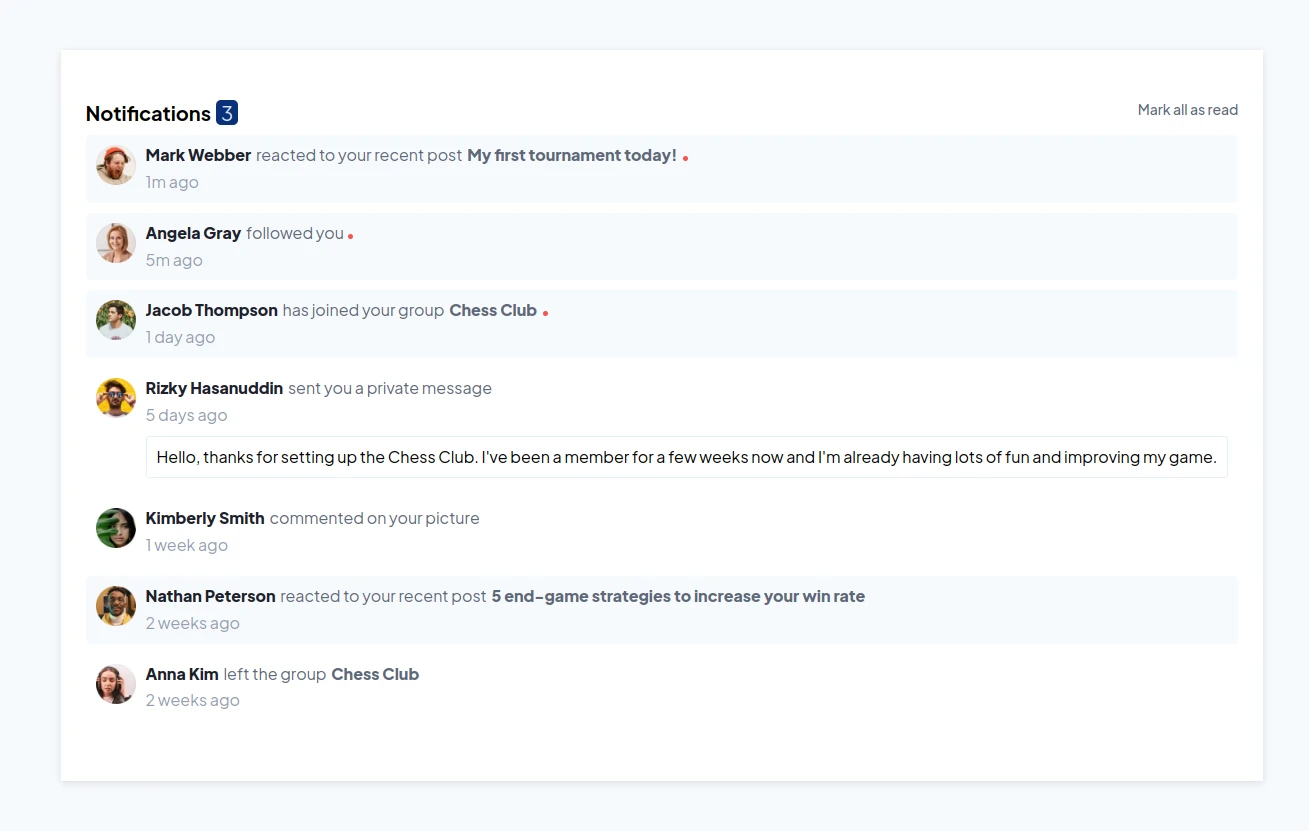 Notifications 3
Mark all as read
Mark Webber reacted to your recent post My first tournament today!
1m ago
Angela Gray followed you
5m ago
Jacob Thompson has joined your group Chess Club
1 day ago
Rizky Hasanuddin sent you a private message
5 days ago
Hello, thanks for setting up the Chess Club. I've been a member for a few weeks now and I'm already having lots of fun and improving my game.
Kimberly Smith commented on your picture
1 week ago
Nathan Peterson reacted to your recent post 5 end-game strategies to increase your win rate
2 weeks ago
Anna Kim left the group Chess Club
2 weeks ago